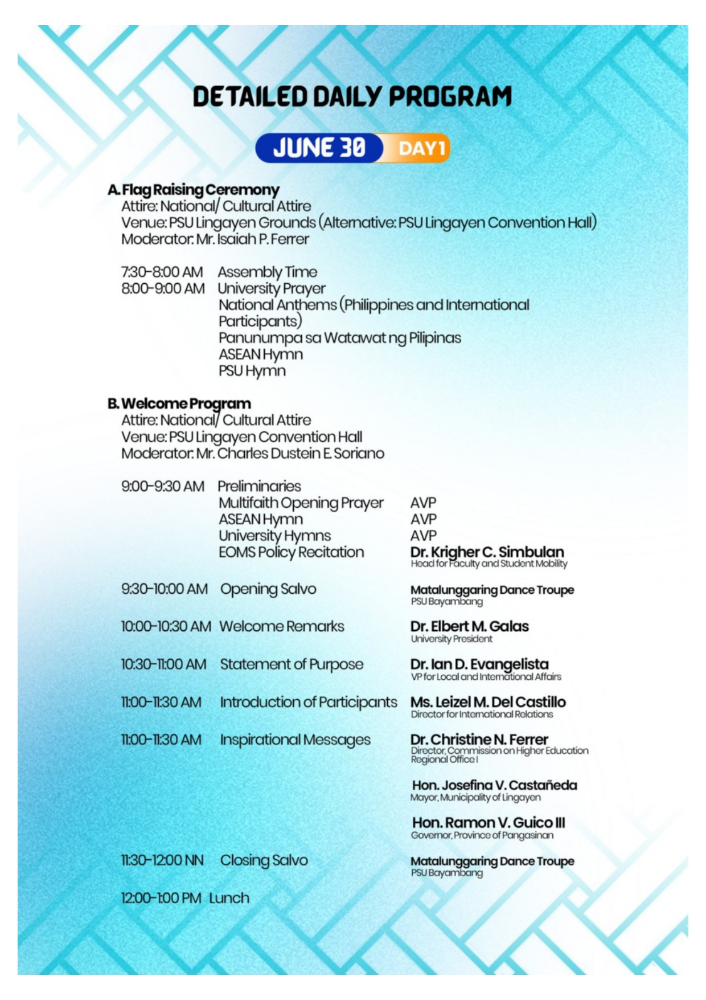 DETAILED DAILY PROGRAM
JUNE 30 DAY 1
A. Flag Raising Ceremony
Attire: National/ Cultural Attire
Venue: PSU Lingayen Grounds (Alternative: PSU Lingayen Convention Hall)
Moderator: Mr. Isaiah P. Ferrer
7:30-8:00 AM Assembly Time
8:00-9:00 AM University Prayer
National Anthems (Philippines and International
Participants)
Panunumpa sa Watawat ng Pilipinas
ASEAN Hymn
PSU Hymn
B. Welcome Program
Attire: National/ Cultural Attire
Venue: PSU Lingayen Convention Hall
Moderator: Mr. Charles Dustein E. Soriano
9:00-9:30 AM Preliminaries
Multifaith Opening Prayer AVP
ASEAN Hymn AVP
University Hymns AVP
EOMS Policy Recitation Dr. Krigher C. Simbulan
Head for Faculty and Student Mobility
9:30-10:00 AM Opening Salvo Matalunggaring Dance Troupe
PSU Bayambang
10:00-10:30 AM Welcome Remarks Dr. Elbert M. Galas
University President
10:30-11:00 AM Statement of Purpose Dr. Ian D. Evangelista
VP for Local and International Affairs
11:00-11:30 AM Introduction of Participants Ms. Leizel M. Del Castillo
Director for International Relations
11:00-11:30 AM Inspirational Messages Dr. Christine N. Ferrer
Director, Commission on Higher Education
Regional Office I
Hon. Josefina V. Castañeda
Mayor, Municipality of Lingayen
Hon. Ramon V. Guico III
Governor, Province of Pangasinan
11:30-12:00 NN Closing Salvo Matalunggaring Dance Troupe
PSU Bayambang
12:00-1:00 PM Lunch